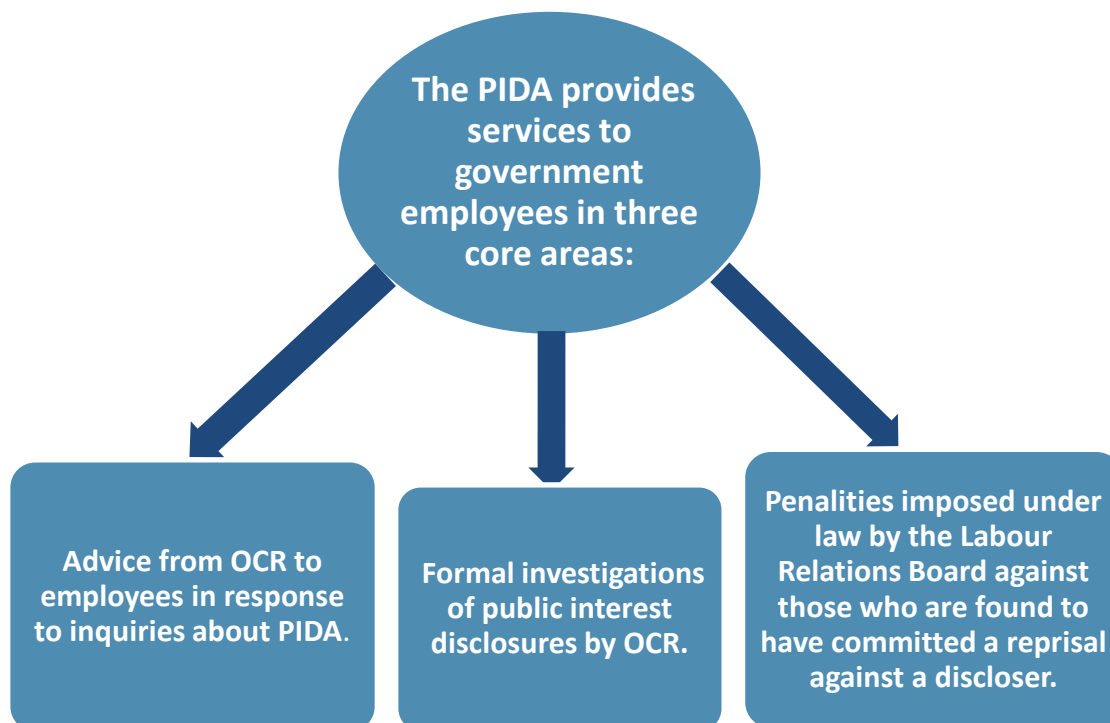 The PIDA provides
services to
government
employees in three
core areas:
Advice from OCR to
employees in response
to inquiries about PIDA.
Formal investigations
of public interest
disclosures by OCR.
Penalities imposed under
law by the Labour
Relations Board against
those who are found to
have committed a reprisal
against a discloser.